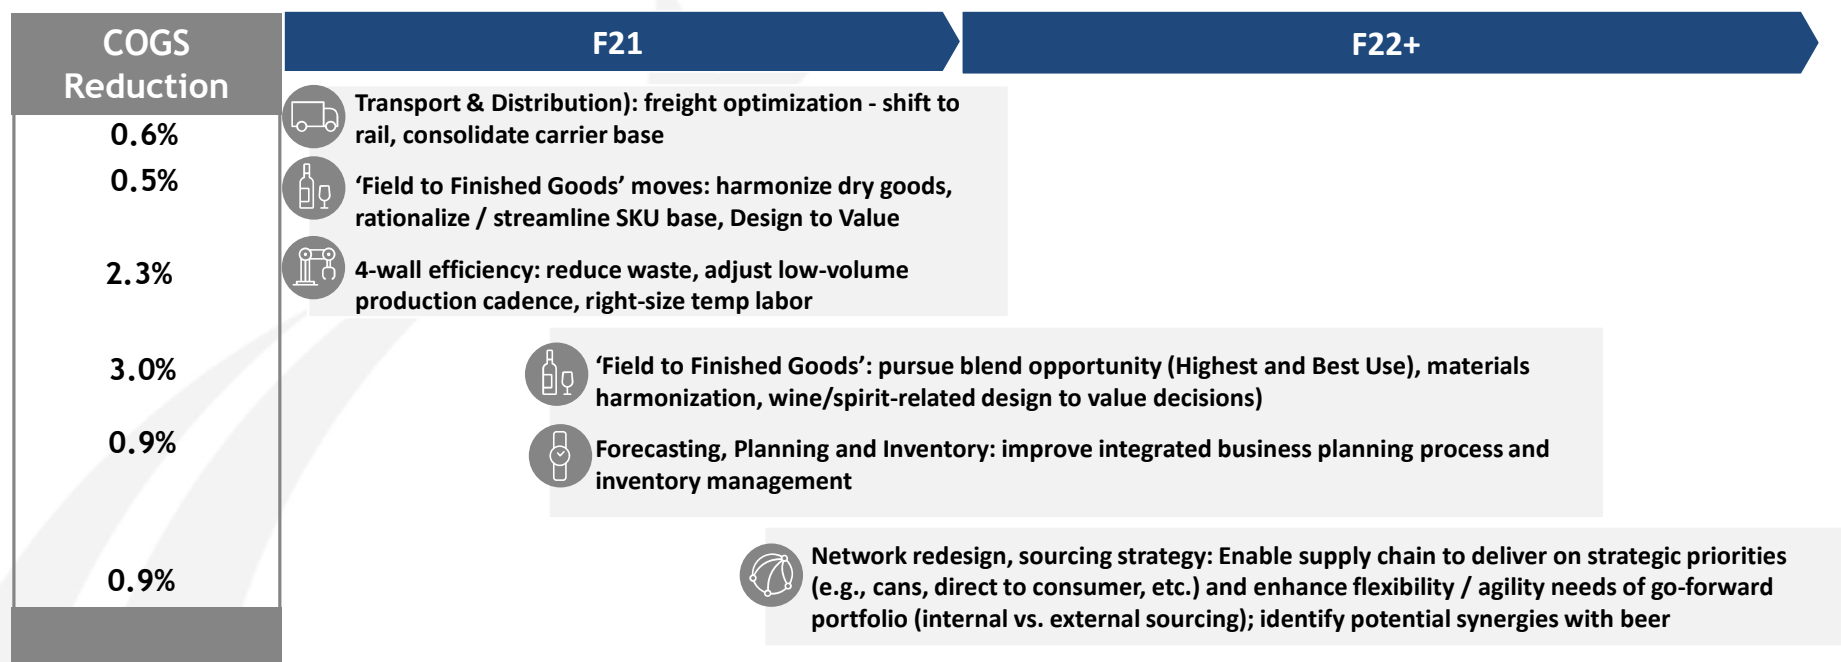 COGS
Reduction
F21
F22+
0.6%
Transport & Distribution): freight optimization - shift to
rail, consolidate carrier base
0.5%
‘Field to Finished Goods’ moves: harmonize dry goods,
rationalize / streamline SKU base, Design to Value
2.3%
4-wall efficiency: reduce waste, adjust low-volume
production cadence, right-size temp labor
3.0%
‘Field to Finished Goods’: pursue blend opportunity (Highest and Best Use), materials
harmonization, wine/spirit-related design to value decisions)
0.9%
Forecasting, Planning and Inventory: improve integrated business planning process and
inventory management
0.9%
Network redesign, sourcing strategy: Enable supply chain to deliver on strategic priorities
(e.g., cans, direct to consumer, etc.) and enhance flexibility / agility needs of go-forward
portfolio (internal vs. external sourcing); identify potential synergies with beer